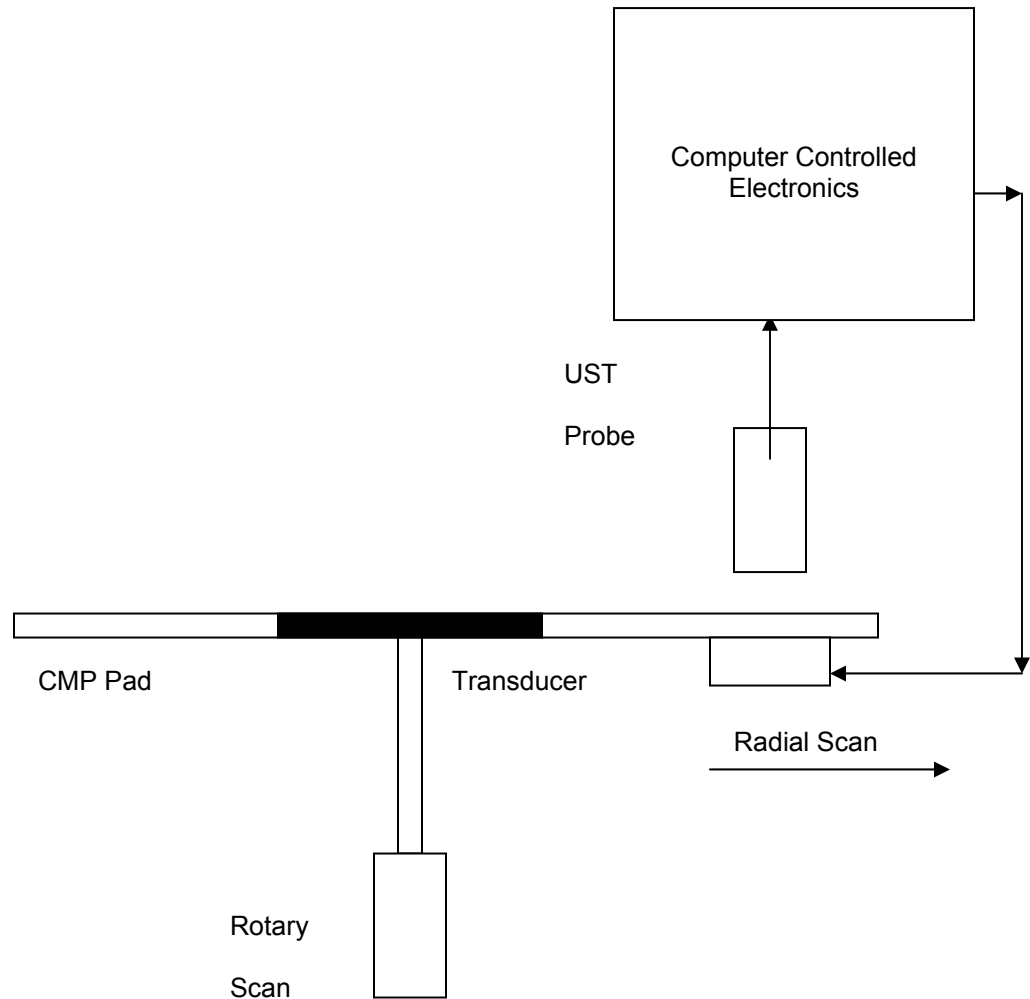 Computer Controlled
Electronics
UST
Probe
CMP Pad
Transducer
Radial Scan
Rotary
Scan